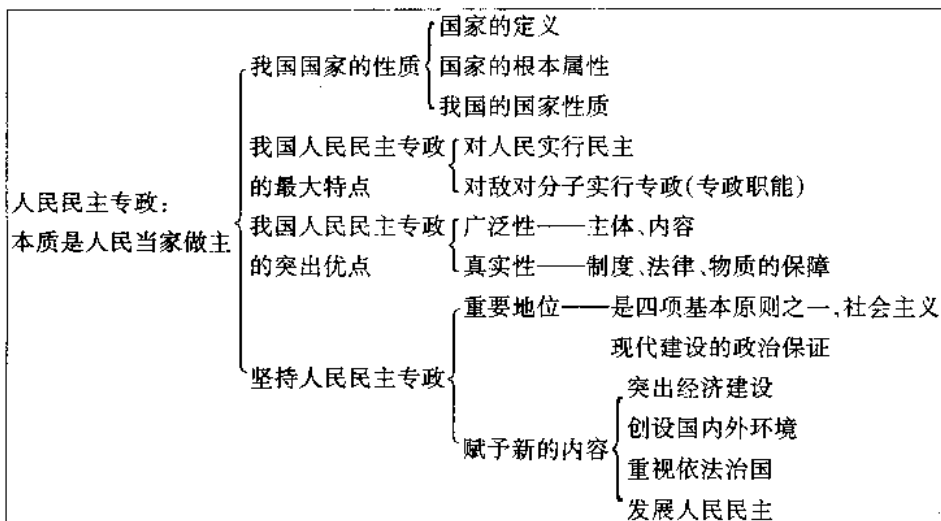 人民民主专政:
本质是人民当家做主
我国国家的性质
国家的定义
国家的根本属性
我国的国家性质
我国人民民主专政
的最大特点
对人民实行民主
对敌对分子实行专政(专政职能)
我国人民民主专政
的突出优点
广泛性——主体、内容
真实性——制度、法律、物质的保障
坚持人民民主专政
重要地位——是四项基本原则之一,社会主义
现代建设的政治保证
赋予新的内容
突出经济建设
创设国内外环境
重视依法治国
发展人民民主